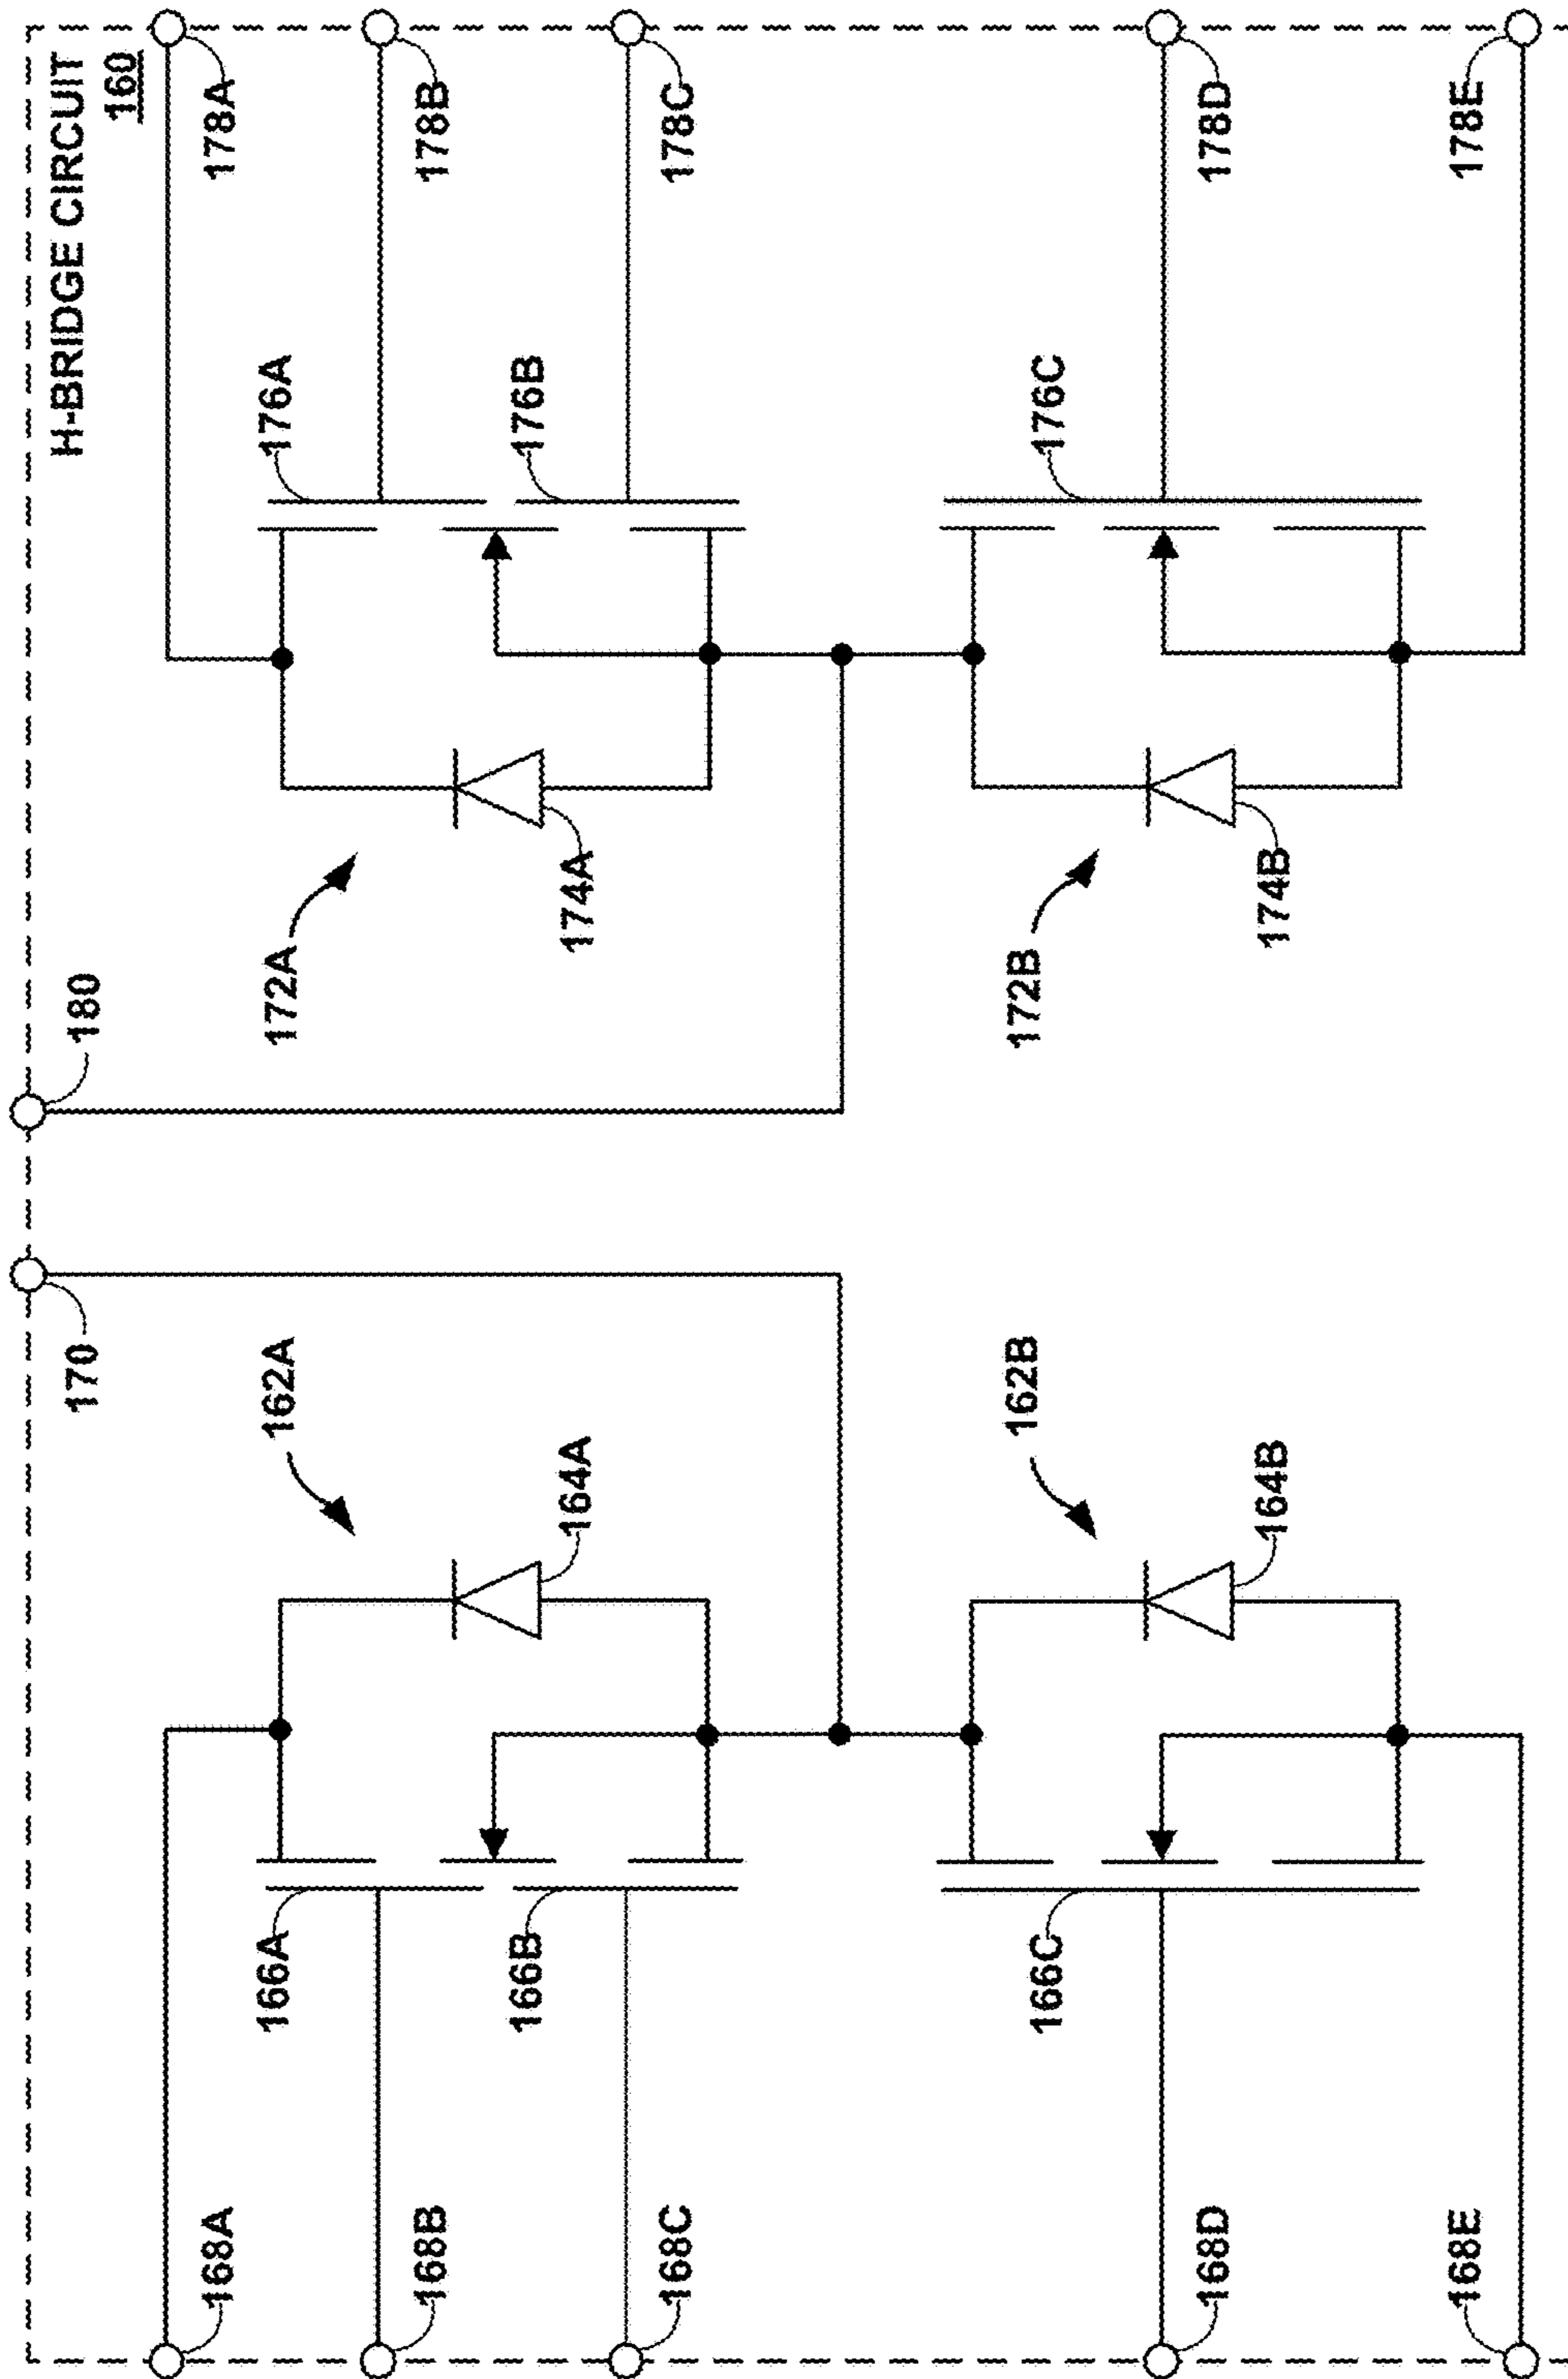 H-BRIDGE CIRCUIT
160
170
180
168A
162A
172A
178A
166A
176A
168B
178B
164A
174A
166B
176B
168C
178C
162B
172B
166C
176C
168D
164B
174B
178D
168E
178E